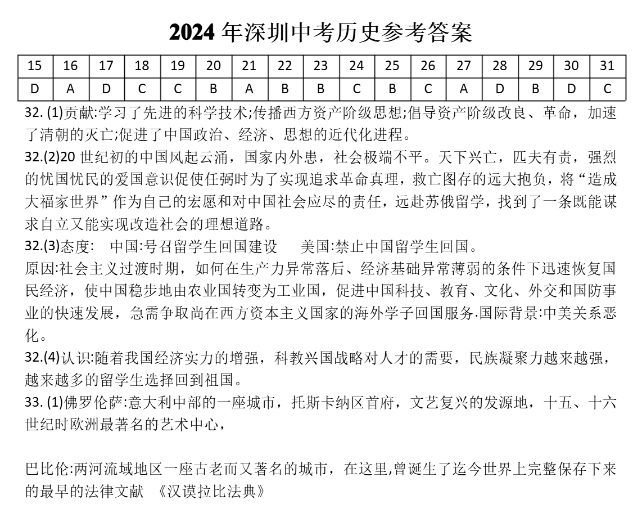 2024 年深圳中考历史参考答案
15 16 17 18 19 20 21 22 23 24 25 26 27 28 29 30 31
D A D C C B A B B C B C A D B D C
32. (1)贡献:学习了先进的科学技术;传播西方资产阶级思想;倡导资产阶级改良、革命，加速
了清朝的灭亡;促进了中国政治、经济、思想的近代化进程。
32.(2)20 世纪初的中国风起云涌，国家内外患，社会极端不平。天下兴亡，匹夫有责，强烈
的忧国忧民的爱国意识促使任弼时为了实现追求革命真理，救亡图存的远大抱负，将“造成
大福家世界”作为自己的宏愿和对中国社会应尽的责任，远赴苏俄留学，找到了一条既能谋
求自立又能实现改造社会的理想道路。
32.(3)态度: 中国:号召留学生回国建设 美国:禁止中国留学生回国。
原因:社会主义过渡时期，如何在生产力异常落后、经济基础异常薄弱的条件下迅速恢复国
民经济，使中国稳步地由农业国转变为工业国，促进中国科技、教育、文化、外交和国防事
业的快速发展，急需争取尚在西方资本主义国家的海外学子回国服务.国际背景:中美关系恶
化。
32.(4)认识:随着我国经济实力的增强，科教兴国战略对人才的需要，民族凝聚力越来越强，
越来越多的留学生选择回到祖国。
33. (1)佛罗伦萨:意大利中部的一座城市，托斯卡纳区首府，文艺复兴的发源地，十五、十六
世纪时欧洲最著名的艺术中心，
巴比伦:两河流域地区一座古老而又著名的城市，在这里,曾诞生了迄今世界上完整保存下来
的最早的法律文献 《汉谟拉比法典》